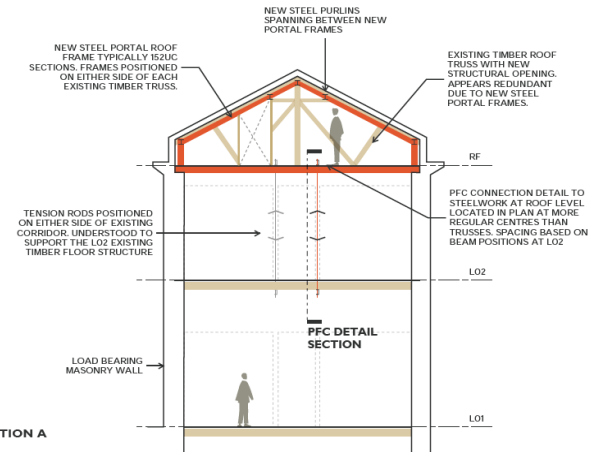 NEW STEEL PURLINS
SPANNING BETWEEN NEW
PORTAL FRAMES
NEW STEEL PORTAL ROOF
FRAME TYPICALLY 152UC
SECTIONS. FRAMES POSITIONED
ON EITHER SIDE OF EACH
EXISTING TIMBER TRUSS.
EXISTING TIMBER ROOF
TRUSS WITH NEW
STRUCTURAL OPENING.
APPEARS REDUNDANT
DUE TO NEW STEEL
PORTAL FRAMES.
RF
PFC CONNECTION DETAIL TO
STEELWORK AT ROOF LEVEL
LOCATED IN PLAN AT MORE
REGULAR CENTRES THAN
TRUSSES. SPACING BASED ON
BEAM POSITIONS AT L02
TENSION RODS POSITIONED
ON EITHER SIDE OF EXISTING
CORRIDOR. UNDERSTOOD TO
SUPPORT THE L02 EXISTING
TIMBER FLOOR STRUCTURE
L02
PFC DETAIL
SECTION
LOAD BEARING
MASONRY WALL
L01
TION A